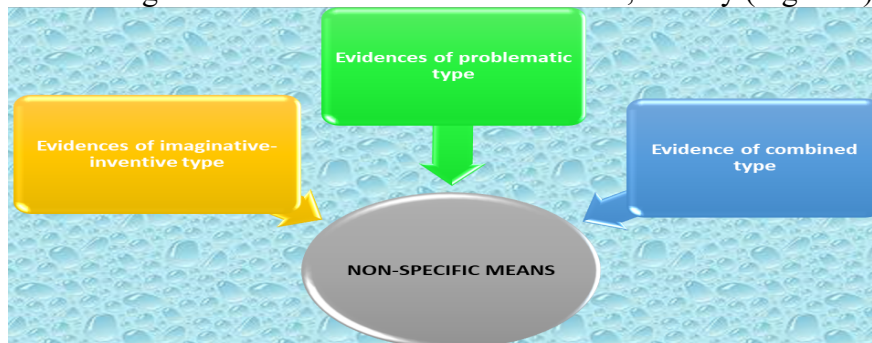 Evidences of problematic
type
Evidences of imaginative-
inventive type
Evidence of combined
type
NON-SPECIFIC MEANS